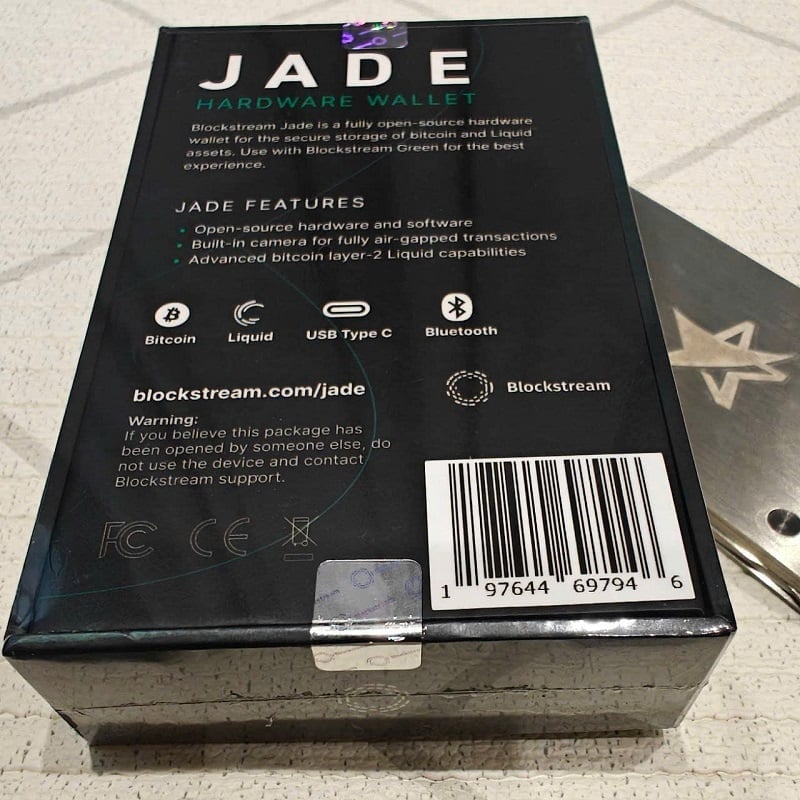 JADE
HARDWARE WALLET
Blockstream Jade is a fully open-source hardware
wallet for the secure storage of bitcoin and Liquid
assets. Use with Blockstream Green for the best
experience.
JADE FEATURES
• Open-source hardware and software
• Built-in camera for fully air-gapped transactions
• Advanced bitcoin layer-2 Liquid capabilities
Bitcoin Liquid USB Type C Bluetooth
blockstream.com/jade
Blockstream
Warning:
If you believe this package has
been opened by someone else, do
not use the device and contact
Blockstream support.
FC CE
1 97644 69794 6